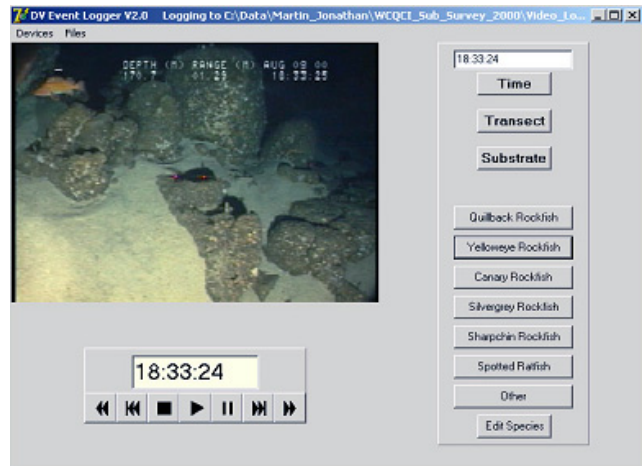 DV Event Logger V2.0 Logging to C:\Data\Martin_Jonathan\WCQCI_Sub_Survey_2000\Video_Lo...
Devices Files
DEPTH (M) RANGE (M) AUG 09 00
170.7 01.29 18:33:25
18:33:24
Time
Transect
Substrate
Quillback Rockfish
Yelloweye Rockfish
Canary Rockfish
Silvergrey Rockfish
Sharpchin Rockfish
Spotted Ratfish
Other
Edit Species
18:33:24